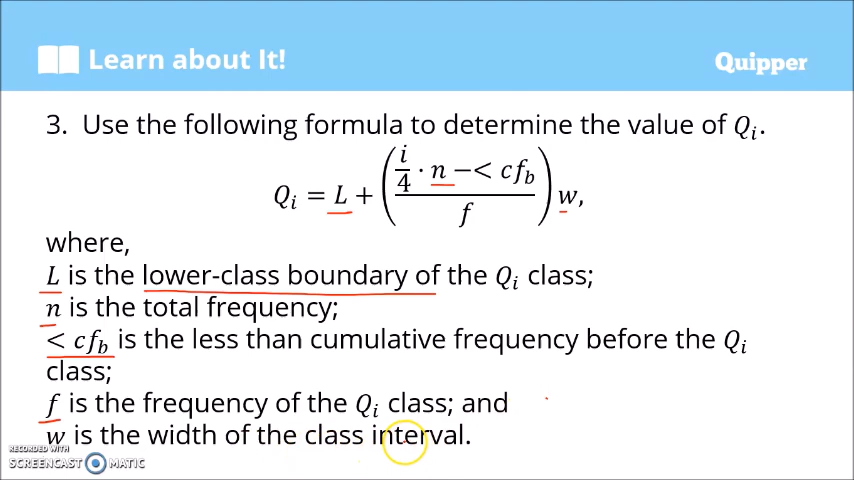 Learn about It!
Quipper
3. Use the following formula to determine the value of Qᵢ.
Qᵢ = L + ((i/4 · n − < cf_b) / f) w,
where,
L is the lower-class boundary of the Qᵢ class;
n is the total frequency;
< cf_b is the less than cumulative frequency before the Qᵢ
class;
f is the frequency of the Qᵢ class; and
w is the width of the class interval.
RECORDED WITH
SCREENCAST MATIC